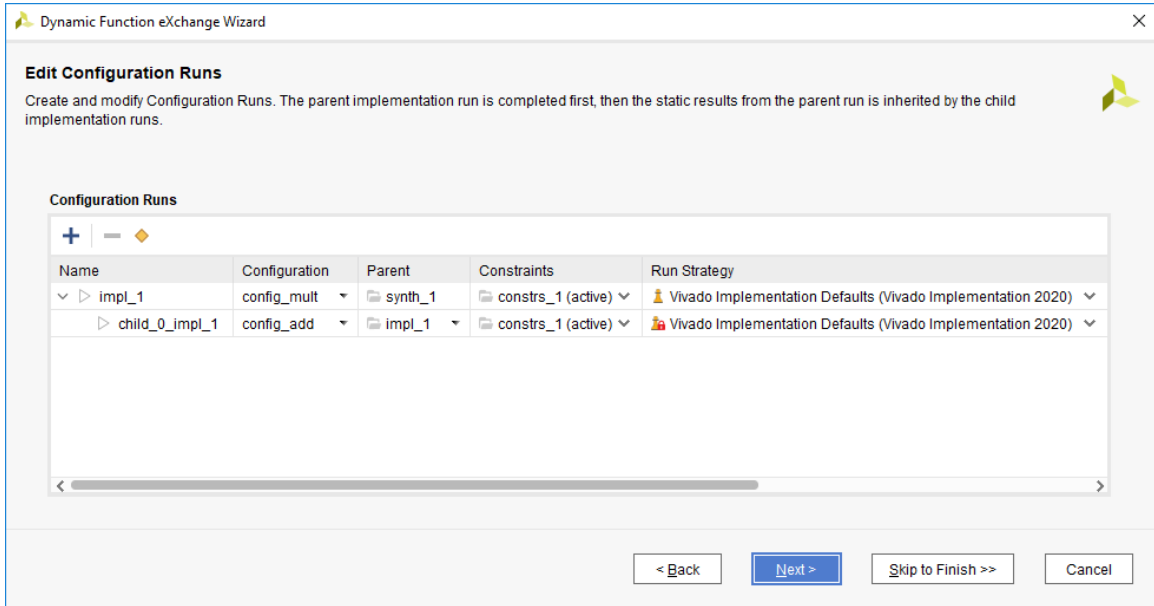 Dynamic Function eXchange Wizard
Edit Configuration Runs
Create and modify Configuration Runs. The parent implementation run is completed first, then the static results from the parent run is inherited by the child
implementation runs.
Configuration Runs
Name Configuration Parent Constraints Run Strategy
impl_1 config_mult synth_1 constrs_1 (active) Vivado Implementation Defaults (Vivado Implementation 2020)
child_0_impl_1 config_add impl_1 constrs_1 (active) Vivado Implementation Defaults (Vivado Implementation 2020)
< Back Next > Skip to Finish >> Cancel